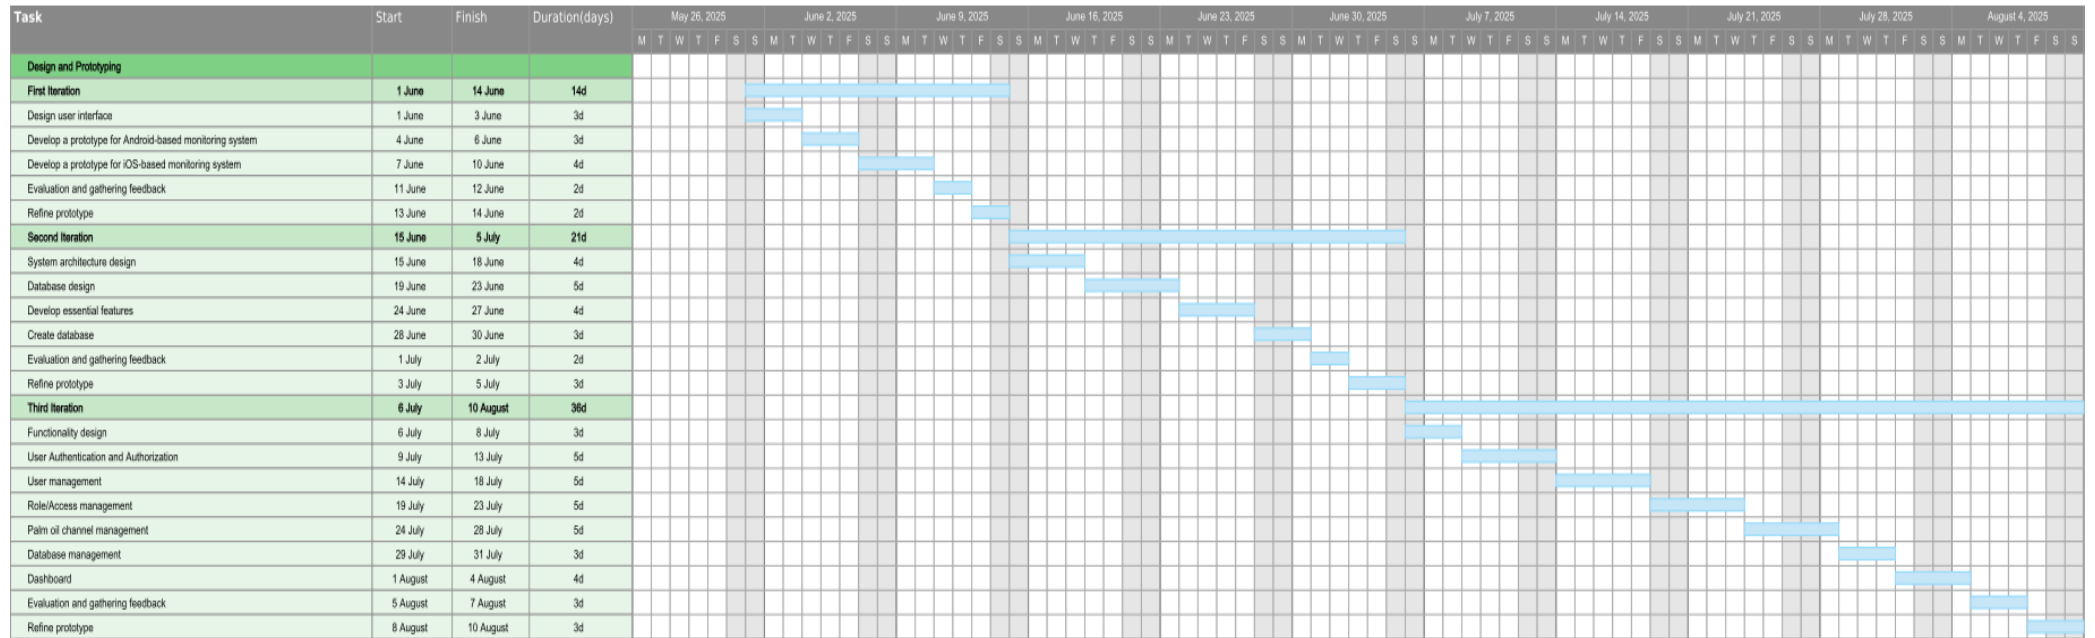 Task Start Finish Duration(days) May 26, 2025 June 2, 2025 June 9, 2025 June 16, 2025 June 23, 2025 June 30, 2025 July 7, 2025 July 14, 2025 July 21, 2025 July 28, 2025 August 4, 2025
M T W T F S S M T W T F S S M T W T F S S M T W T F S S M T W T F S S M T W T F S S M T W T F S S M T W T F S S M T W T F S S M T W T F S S M T W T F S S
Design and Prototyping
First Iteration 1 June 14 June 14d
Design user interface 1 June 3 June 3d
Develop a prototype for Android-based monitoring system 4 June 6 June 3d
Develop a prototype for iOS-based monitoring system 7 June 10 June 4d
Evaluation and gathering feedback 11 June 12 June 2d
Refine prototype 13 June 14 June 2d
Second Iteration 15 June 5 July 21d
System architecture design 15 June 18 June 4d
Database design 19 June 23 June 5d
Develop essential features 24 June 27 June 4d
Create database 28 June 30 June 3d
Evaluation and gathering feedback 1 July 2 July 2d
Refine prototype 3 July 5 July 3d
Third Iteration 6 July 10 August 36d
Functionality design 6 July 8 July 3d
User Authentication and Authorization 9 July 13 July 5d
User management 14 July 18 July 5d
Role/Access management 19 July 23 July 5d
Palm oil channel management 24 July 28 July 5d
Database management 29 July 31 July 3d
Dashboard 1 August 4 August 4d
Evaluation and gathering feedback 5 August 7 August 3d
Refine prototype 8 August 10 August 3d